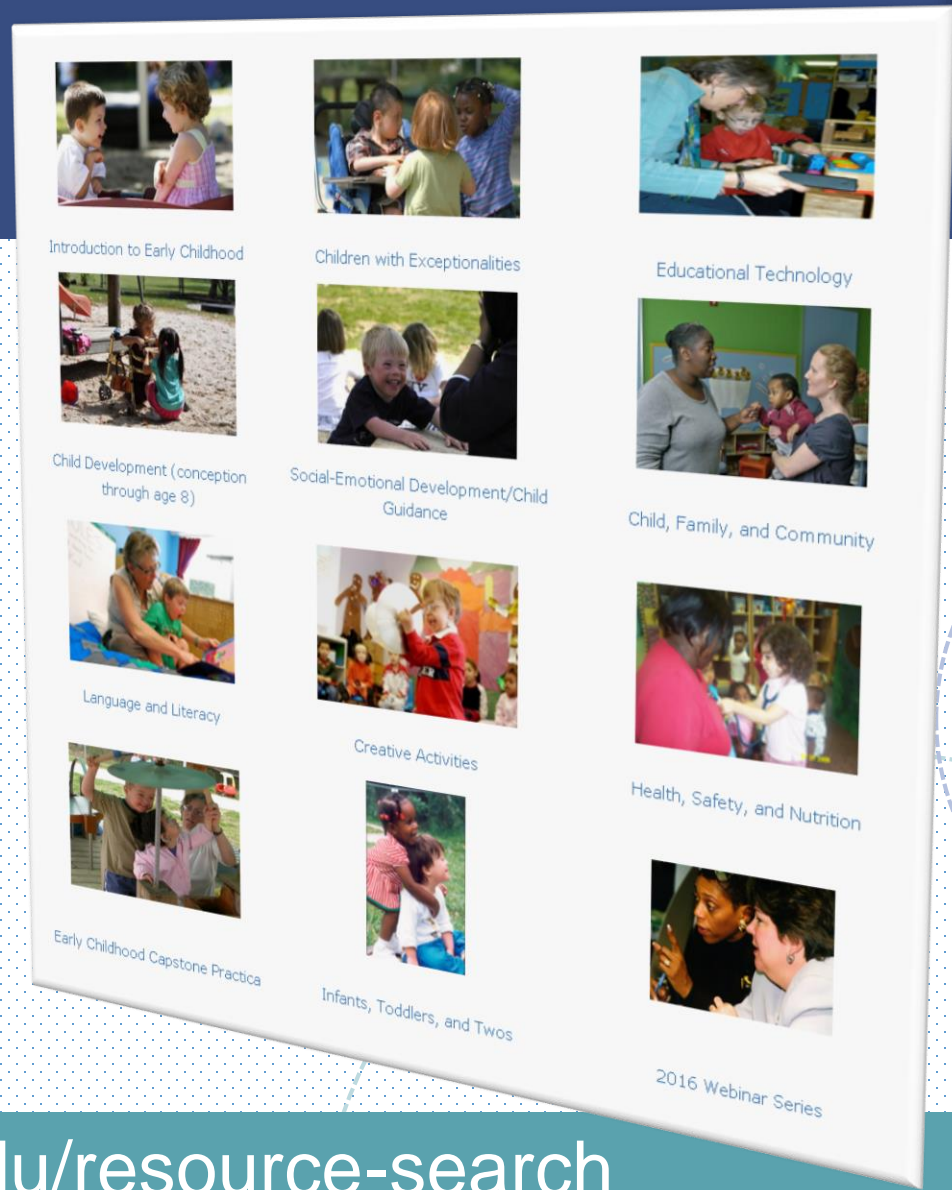 Introduction to Early Childhood
Children with Exceptionalities
Educational Technology
Child Development (conception
through age 8)
Social-Emotional Development/Child
Guidance
Child, Family, and Community
Language and Literacy
Creative Activities
Health, Safety, and Nutrition
Early Childhood Capstone Practica
Infants, Toddlers, and Twos
2016 Webinar Series
/resource-search